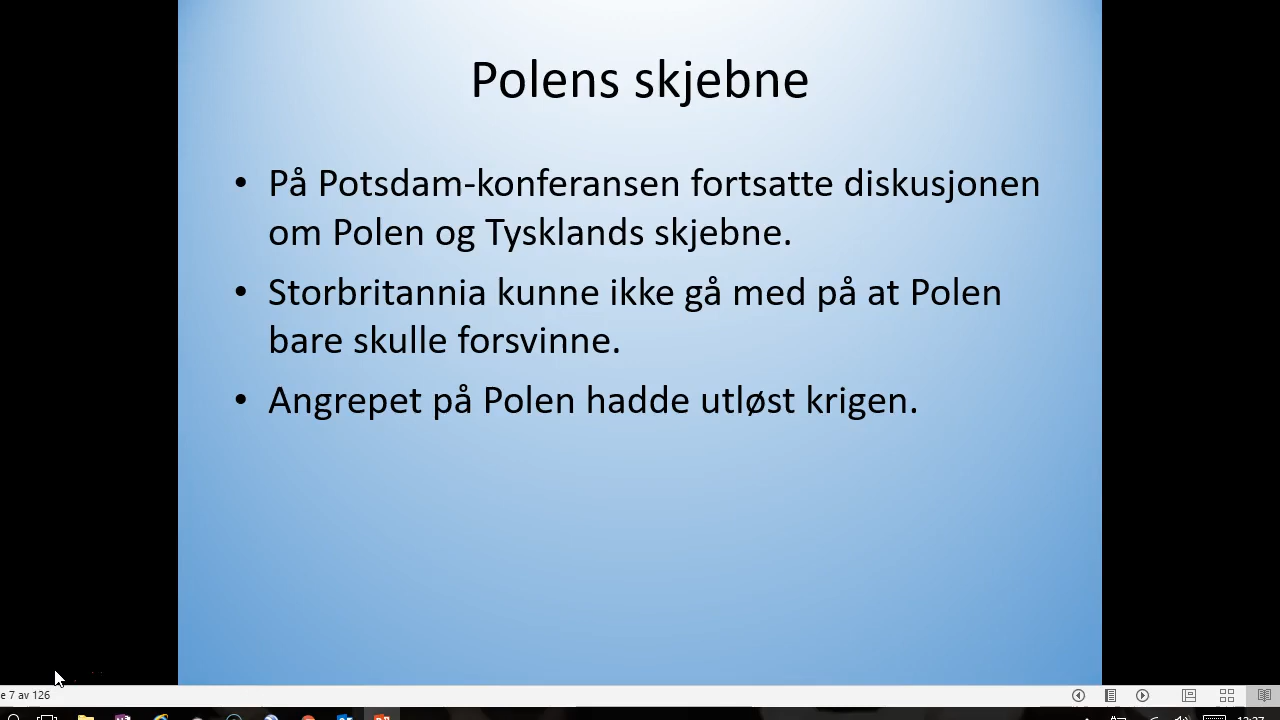 Polens skjebne
• På Potsdam-konferansen fortsatte diskusjonen
om Polen og Tysklands skjebne.
• Storbritannia kunne ikke gå med på at Polen
bare skulle forsvinne.
• Angrepet på Polen hadde utløst krigen.
e 7 av 126